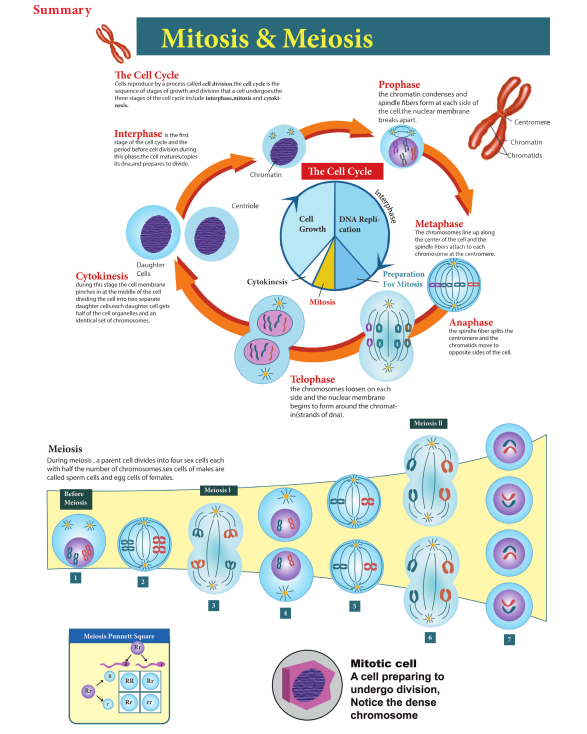 Summary
Mitosis & Meiosis
The Cell Cycle
Cells reproduce by a process called cell division.the cell cycle is the
sequence of stages of growth and division that a cell undergoes.the
three stages of the cell cycle include interphase,mitosis and cytoki-
nesis.
Prophase
the chromatin condenses and
spindle fibers form at each side of
the cell.the nuclear membrane
breaks apart.
Centromere
Chromatin
Chromatids
Interphase is the first
stage of the cell cycle and the
period before cell division.during
this phase,the cell matures,copies
its dna,and prepares to divide.
Chromatin
The Cell Cycle
Interphase
Cell
Growth
DNA Repli-
cation
Centriole
Metaphase
The chromosomes line up along
the center of the cell and the
spindle fibers attach to each
chromosome at the centromere.
Daughter
Cells
Cytokinesis
during this stage the cell membrane
pinches in at the middle of the cell
dividing the cell into two separate
daughter cells.each daughter cell gets
half of the cell organelles and an
identical set of chromosomes.
Cytokinesis
Mitosis
Preparation
For Mitosis
Anaphase
the spindle fiber splits the
centromere and the
chromatids move to
opposite sides of the cell.
Telophase
the chromosomes loosen on each
side and the nuclear membrane
begins to form around the chromat-
in(strands of dna).
Meiosis
During meiosis , a parent cell divides into four sex cells each
with half the number of chromosomes.sex cells of males are
called sperm cells and egg cells of females.
Before
Meiosis
Meiosis I
Meiosis II
1
2
3
4
5
6
7
Meiosis Punnett Square
Rr
R
r
Rr
R
r
RR
Rr
Rr
rr
Mitotic cell
A cell preparing to
undergo division,
Notice the dense
chromosome